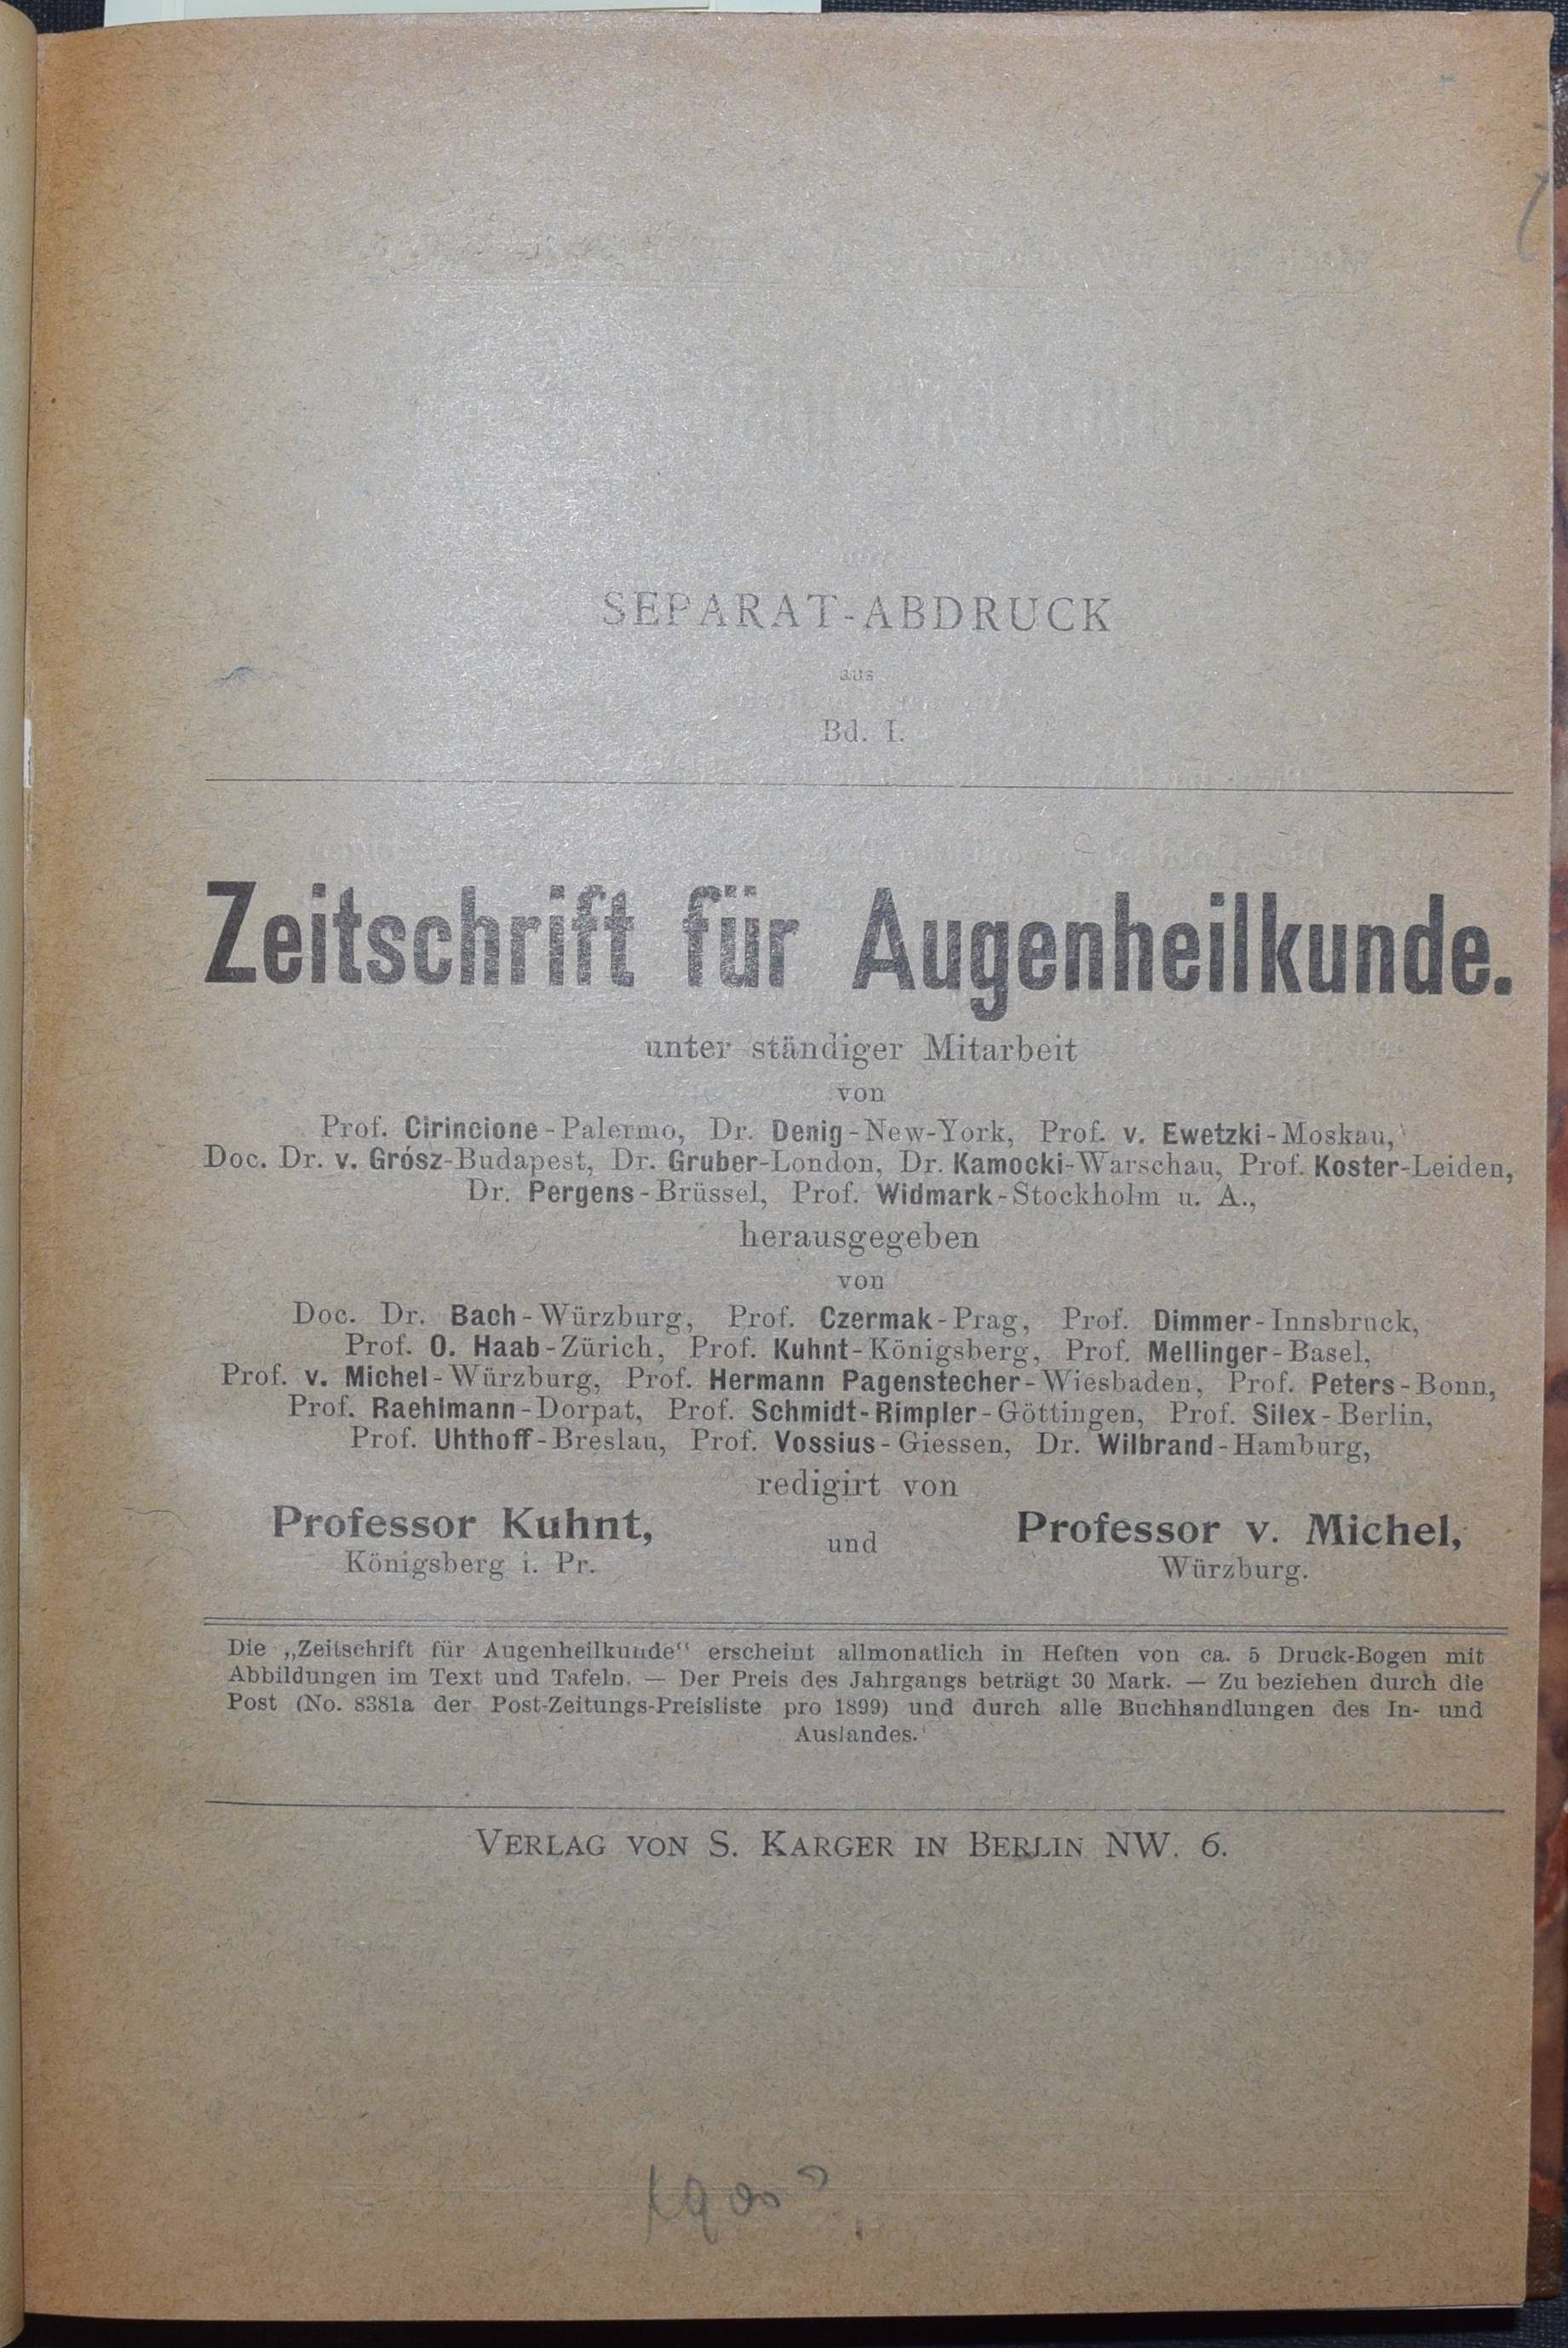 SEPARAT-ABDRUCK
aus
Bd. I.
Zeitschrift für Augenheilkunde.
unter ständiger Mitarbeit
von
Prof. Cirincione-Palermo, Dr. Denig-New-York, Prof. v. Ewetzki-Moskau,
Doc. Dr. v. Grósz-Budapest, Dr. Gruber-London, Dr. Kamocki-Warschau, Prof. Koster-Leiden,
Dr. Pergens-Brüssel, Prof. Widmark-Stockholm u. A.,
herausgegeben
von
Doc. Dr. Bach-Würzburg, Prof. Czermak-Prag, Prof. Dimmer-Innsbruck,
Prof. O. Haab-Zürich, Prof. Kuhnt-Königsberg, Prof. Mellinger-Basel,
Prof. v. Michel-Würzburg, Prof. Hermann Pagenstecher-Wiesbaden, Prof. Peters-Bonn,
Prof. Raehlmann-Dorpat, Prof. Schmidt-Rimpler-Göttingen, Prof. Silex-Berlin,
Prof. Uhthoff-Breslau, Prof. Vossius-Giessen, Dr. Wilbrand-Hamburg,
redigirt von
Professor Kuhnt, und Professor v. Michel,
Königsberg i. Pr. Würzburg.
Die „Zeitschrift für Augenheilkunde“ erscheint allmonatlich in Heften von ca. 5 Druck-Bogen mit
Abbildungen im Text und Tafeln. — Der Preis des Jahrgangs beträgt 30 Mark. — Zu beziehen durch die
Post (No. 8381a der Post-Zeitungs-Preisliste pro 1899) und durch alle Buchhandlungen des In- und
Auslandes.
VERLAG VON S. KARGER IN BERLIN NW. 6.